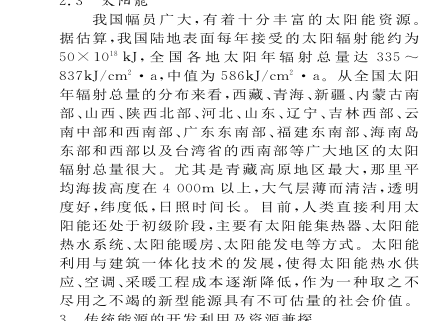 2.3 太阳能
我国幅员广大,有着十分丰富的太阳能资源。
据估算,我国陆地表面每年接受的太阳辐射能约为
50×10¹⁸ kJ,全国各地太阳年辐射总量达 335～
837kJ/cm² · a,中值为 586kJ/cm² · a。从全国太阳
年辐射总量的分布来看,西藏、青海、新疆、内蒙古南
部、山西、陕西北部、河北、山东、辽宁、吉林西部、云
南中部和西南部、广东东南部、福建东南部、海南岛
东部和西部以及台湾省的西南部等广大地区的太阳
辐射总量很大。尤其是青藏高原地区最大,那里平
均海拔高度在 4 000m 以上,大气层薄而清洁,透明
度好,纬度低,日照时间长。目前,人类直接利用太
阳能还处于初级阶段,主要有太阳能集热器、太阳能
热水系统、太阳能暖房、太阳能发电等方式。太阳能
利用与建筑一体化技术的发展,使得太阳能热水供
应、空调、采暖工程成本逐渐降低,作为一种取之不
尽用之不竭的新型能源具有不可估量的社会价值。
3 传统能源的开发利用及资源兼探